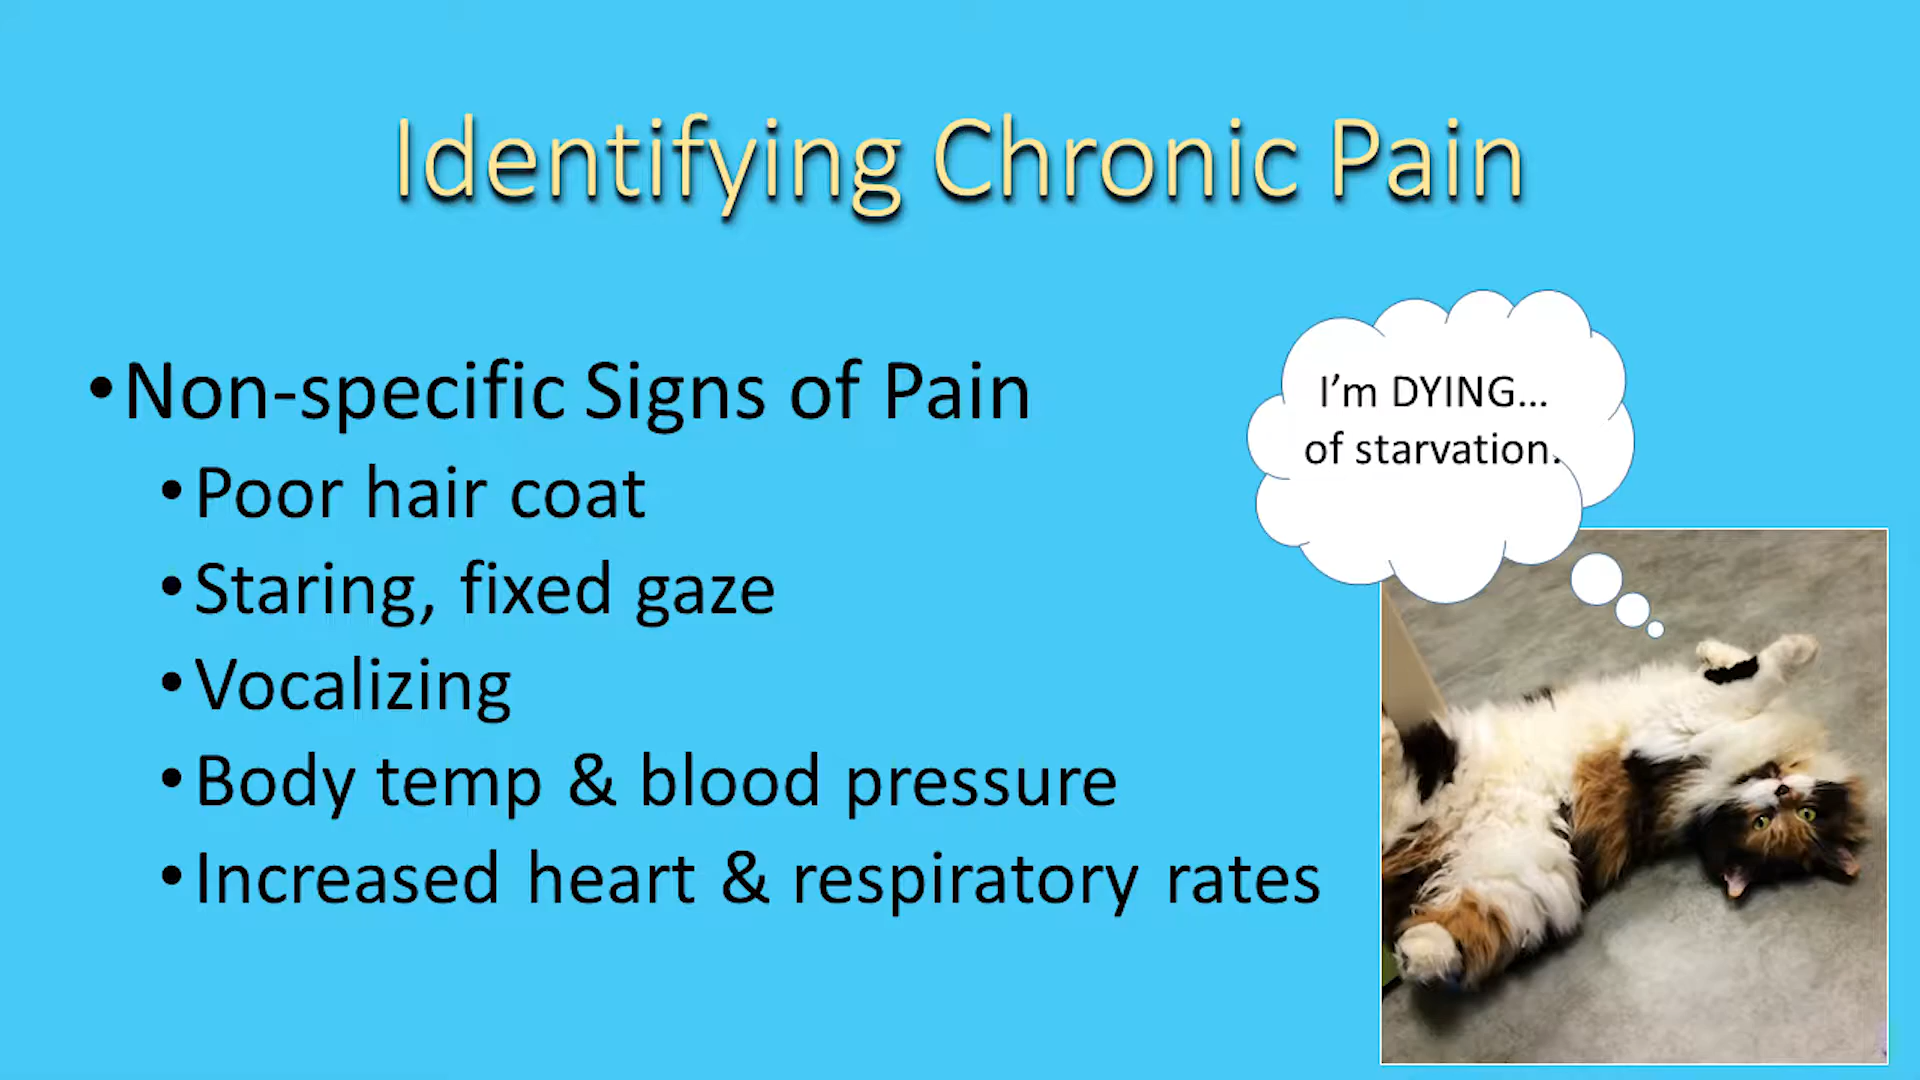 Identifying Chronic Pain
•Non-specific Signs of Pain
•Poor hair coat
•Staring, fixed gaze
•Vocalizing
•Body temp & blood pressure
•Increased heart & respiratory rates
I’m DYING...
of starvation.